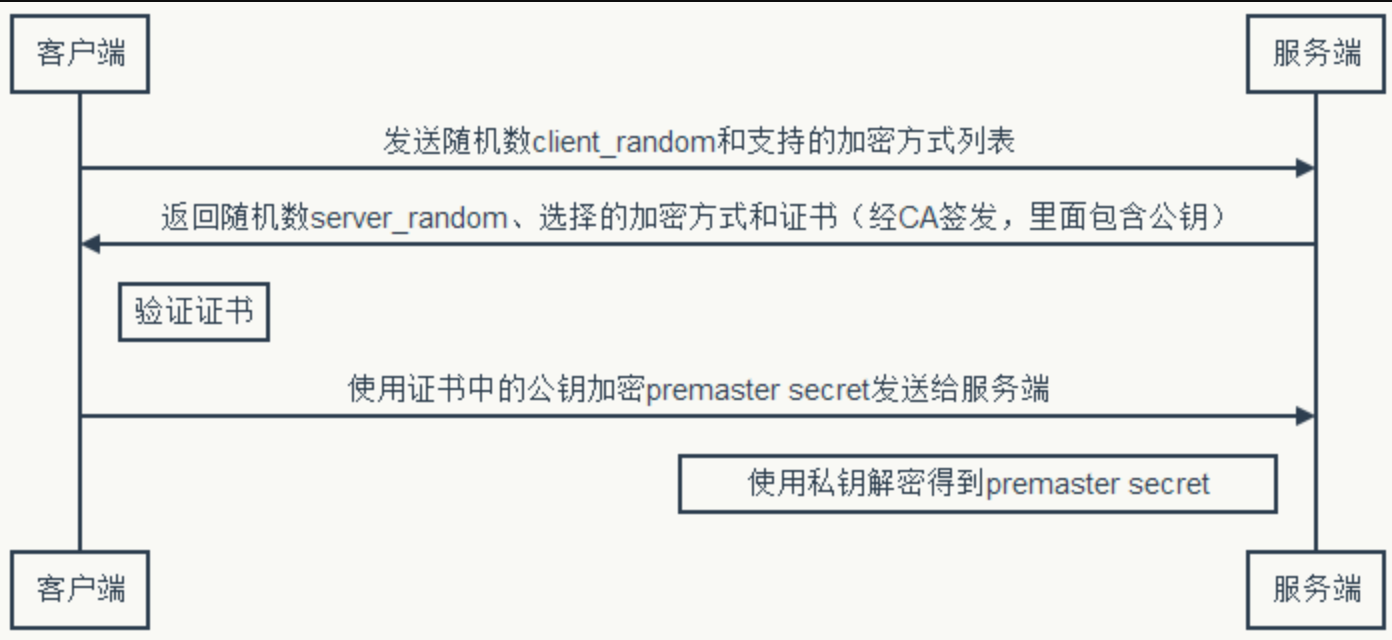 客户端
服务端
发送随机数client_random和支持的加密方式列表
返回随机数server_random、选择的加密方式和证书（经CA签发，里面包含公钥）
验证证书
使用证书中的公钥加密premaster secret发送给服务端
使用私钥解密得到premaster secret
客户端
服务端